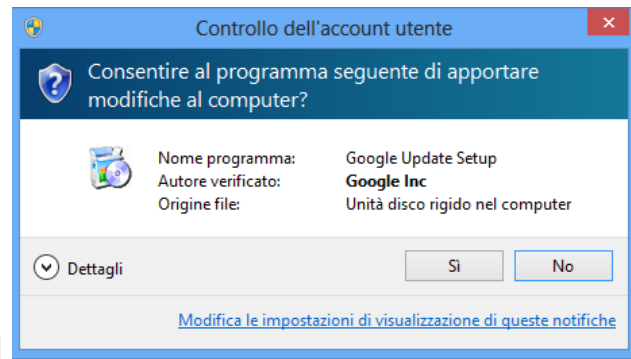 Controllo dell'account utente
Consentire al programma seguente di apportare
modifiche al computer?
Nome programma: Google Update Setup
Autore verificato: Google Inc
Origine file: Unità disco rigido nel computer
Dettagli Sì No
Modifica le impostazioni di visualizzazione di queste notifiche